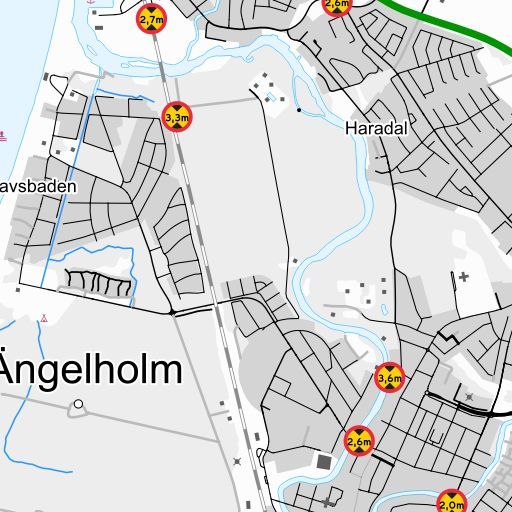 2,6m
2,7m
3,3m
Haradal
avsbaden
Ängelholm
3,6m
2,6m
2,0m